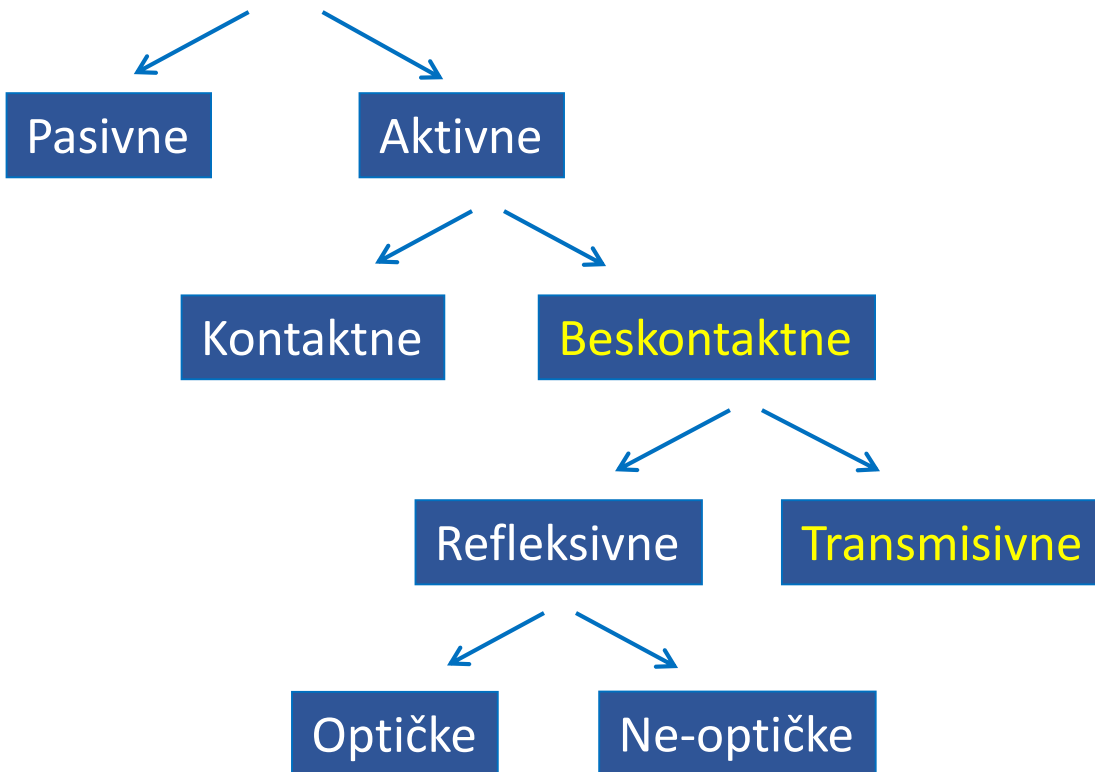 Pasivne
Aktivne
Kontaktne
Beskontaktne
Refleksivne
Transmisivne
Optičke
Ne-optičke